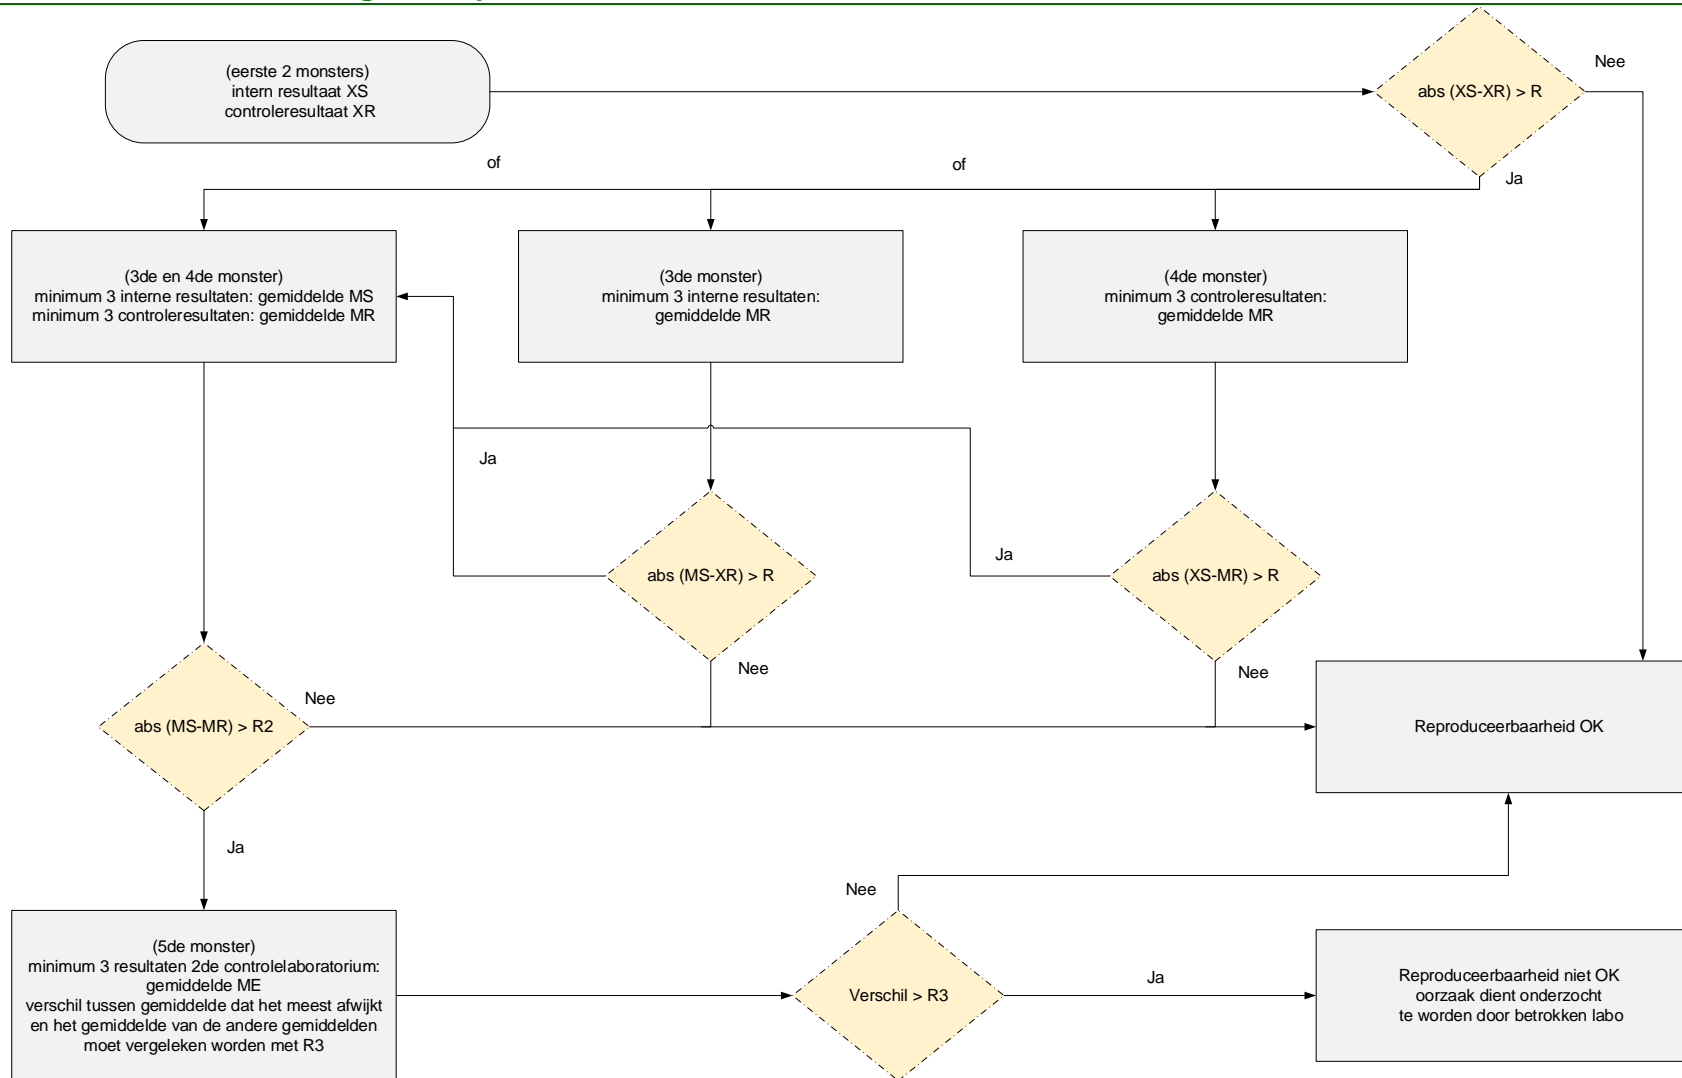 (eerste 2 monsters)
intern resultaat XS
controleresultaat XR
abs (XS-XR) > R
Nee
of
of
Ja
(3de en 4de monster)
minimum 3 interne resultaten: gemiddelde MS
minimum 3 controleresultaten: gemiddelde MR
(3de monster)
minimum 3 interne resultaten:
gemiddelde MR
(4de monster)
minimum 3 controleresultaten:
gemiddelde MR
Ja
abs (MS-XR) > R
Ja
abs (XS-MR) > R
Nee
Nee
abs (MS-MR) > R2
Nee
Reproduceerbaarheid OK
Ja
(5de monster)
minimum 3 resultaten 2de controlelaboratorium:
gemiddelde ME
verschil tussen gemiddelde dat het meest afwijkt
en het gemiddelde van de andere gemiddelden
moet vergeleken worden met R3
Nee
Verschil > R3
Ja
Reproduceerbaarheid niet OK
oorzaak dient onderzocht
te worden door betrokken labo